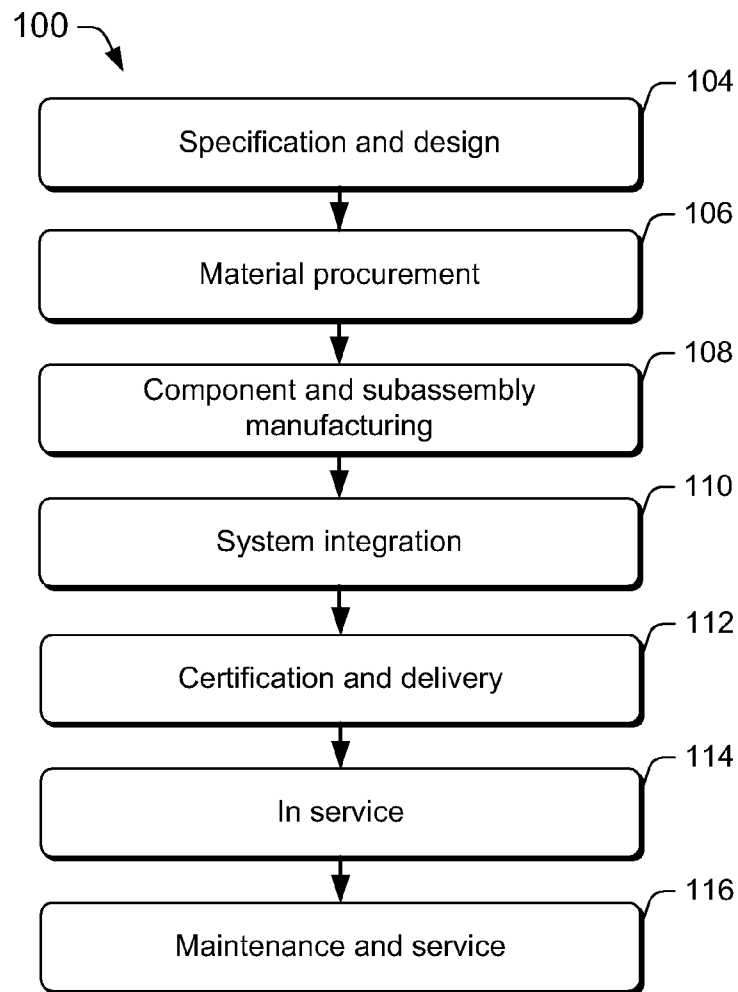 100
104
Specification and design
106
Material procurement
108
Component and subassembly
manufacturing
110
System integration
112
Certification and delivery
114
In service
116
Maintenance and service